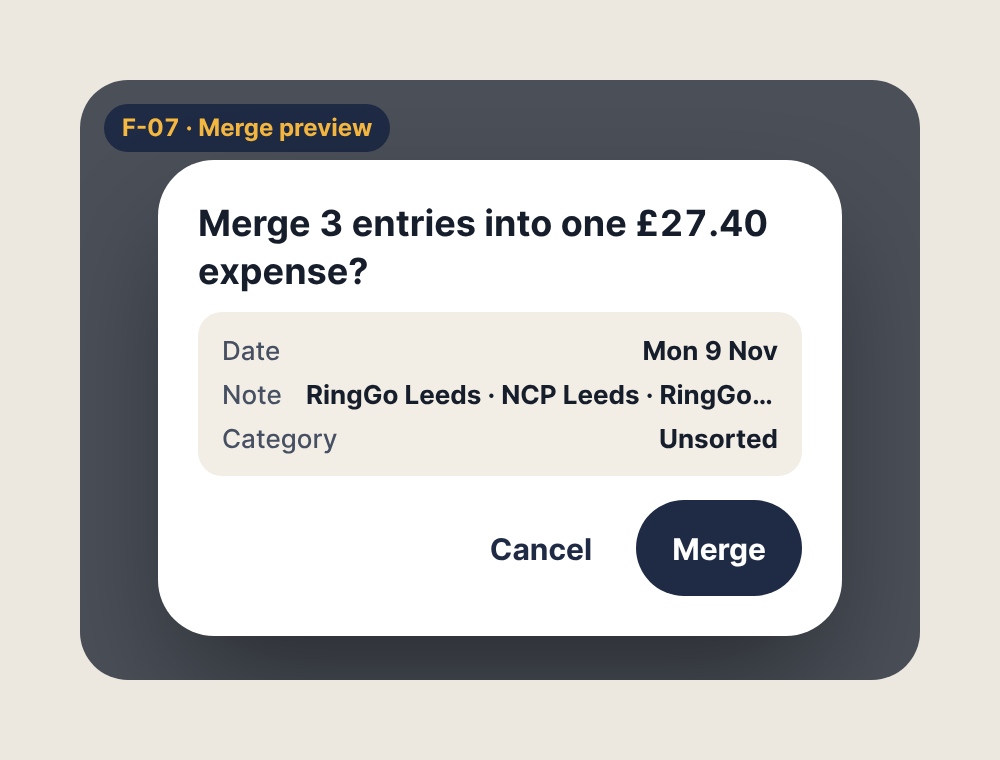 F-07 · Merge preview
Merge 3 entries into one £27.40
expense?
Date Mon 9 Nov
Note RingGo Leeds · NCP Leeds · RingGo…
Category Unsorted
Cancel Merge